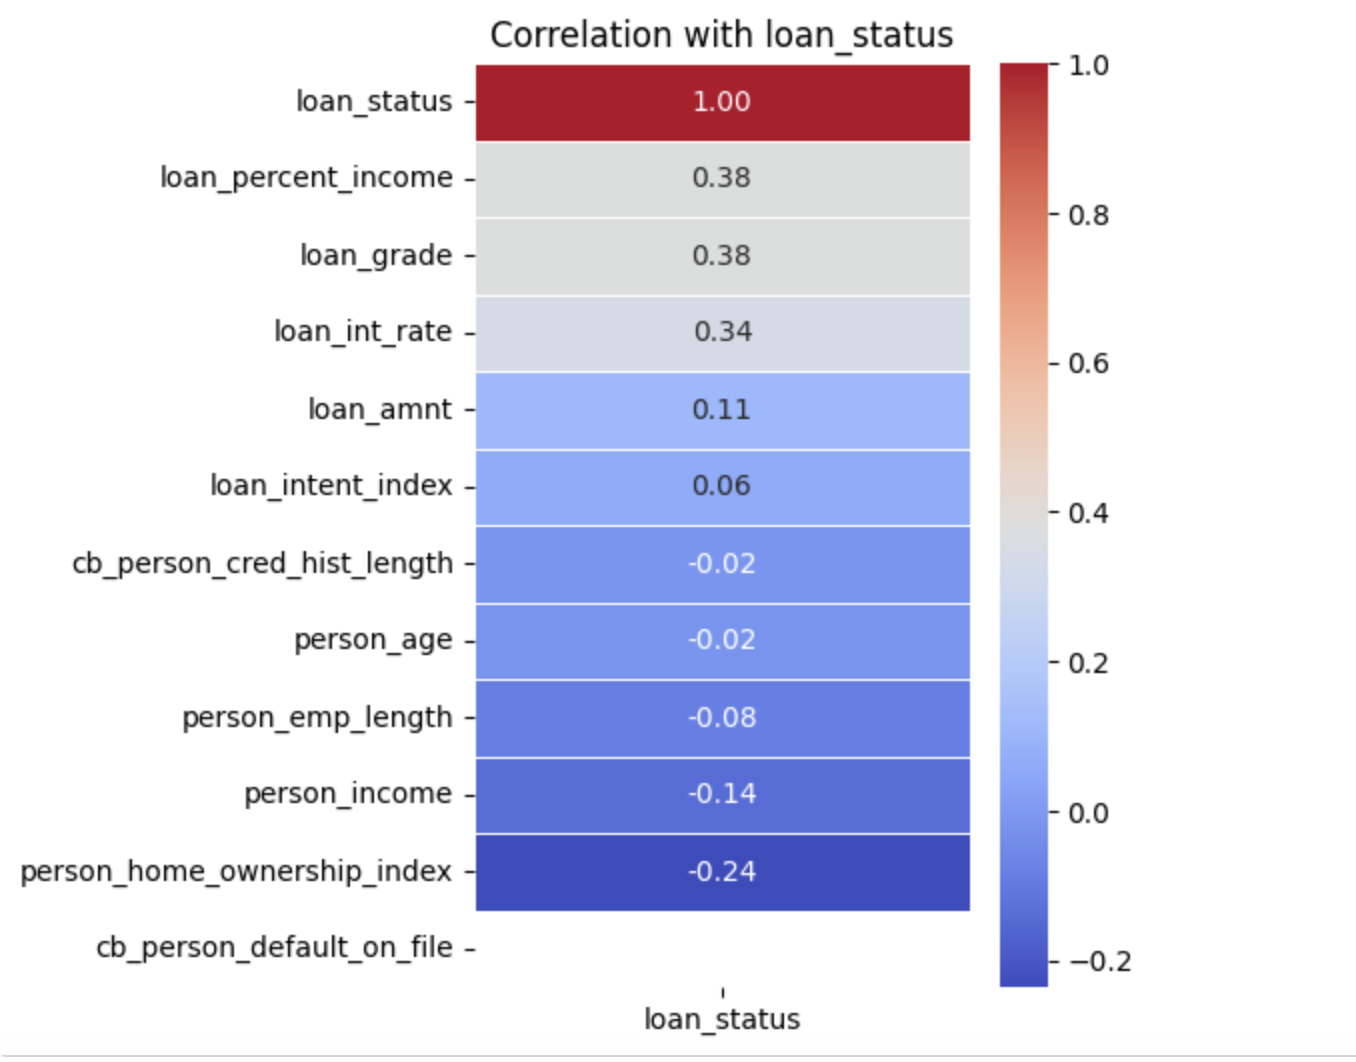 Correlation with loan_status
loan_status 1.00
loan_percent_income 0.38
loan_grade 0.38
loan_int_rate 0.34
loan_amnt 0.11
loan_intent_index 0.06
cb_person_cred_hist_length -0.02
person_age -0.02
person_emp_length -0.08
person_income -0.14
person_home_ownership_index -0.24
cb_person_default_on_file
loan_status
1.0
0.8
0.6
0.4
0.2
0.0
−0.2